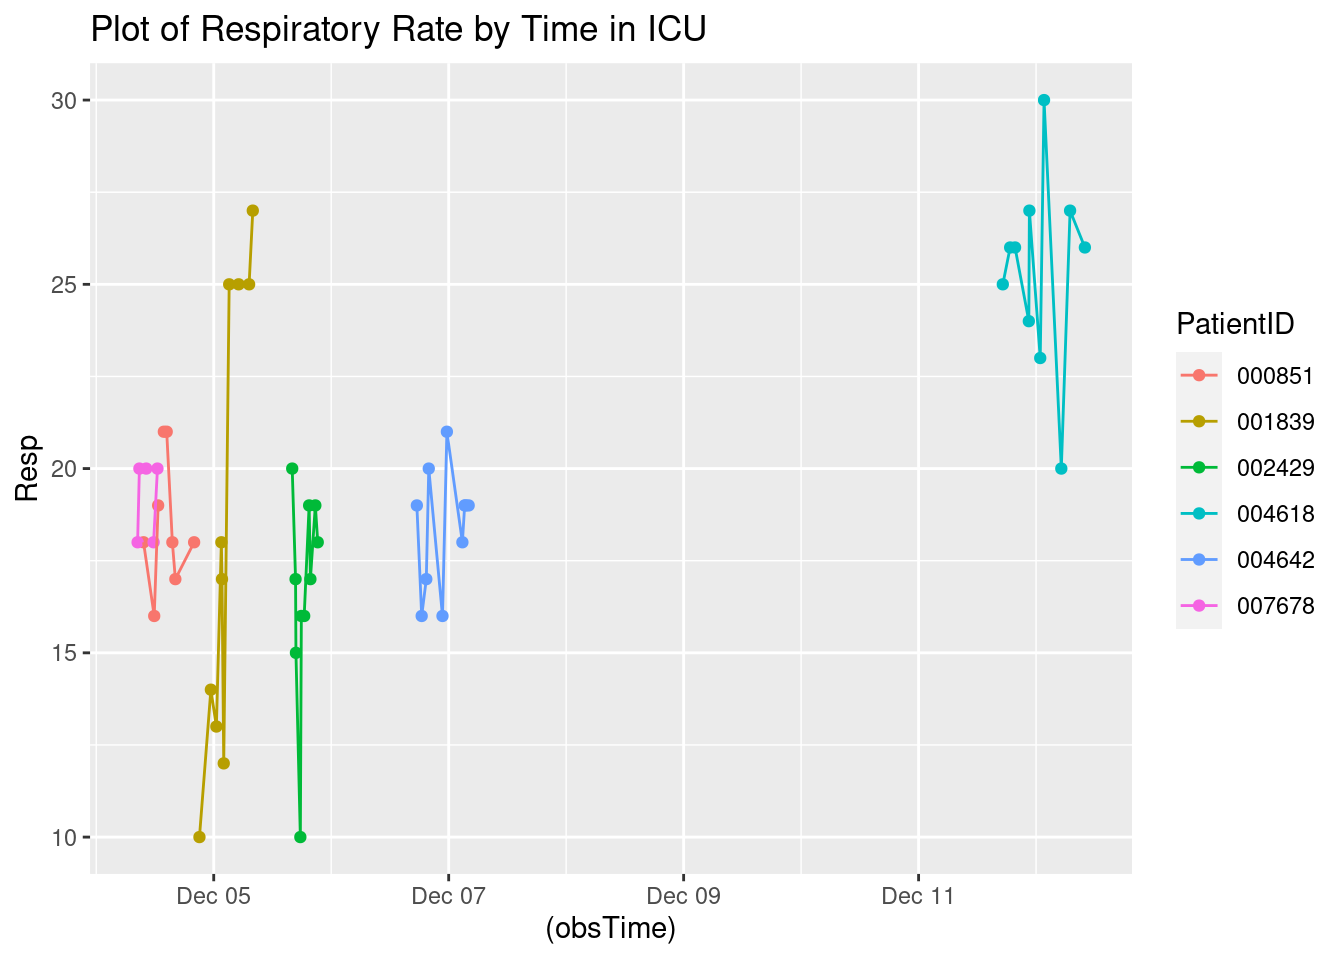 Plot of Respiratory Rate by Time in ICU
30
25
20
15
10
Resp
Dec 05
Dec 07
Dec 09
Dec 11
(obsTime)
PatientID
000851
001839
002429
004618
004642
007678